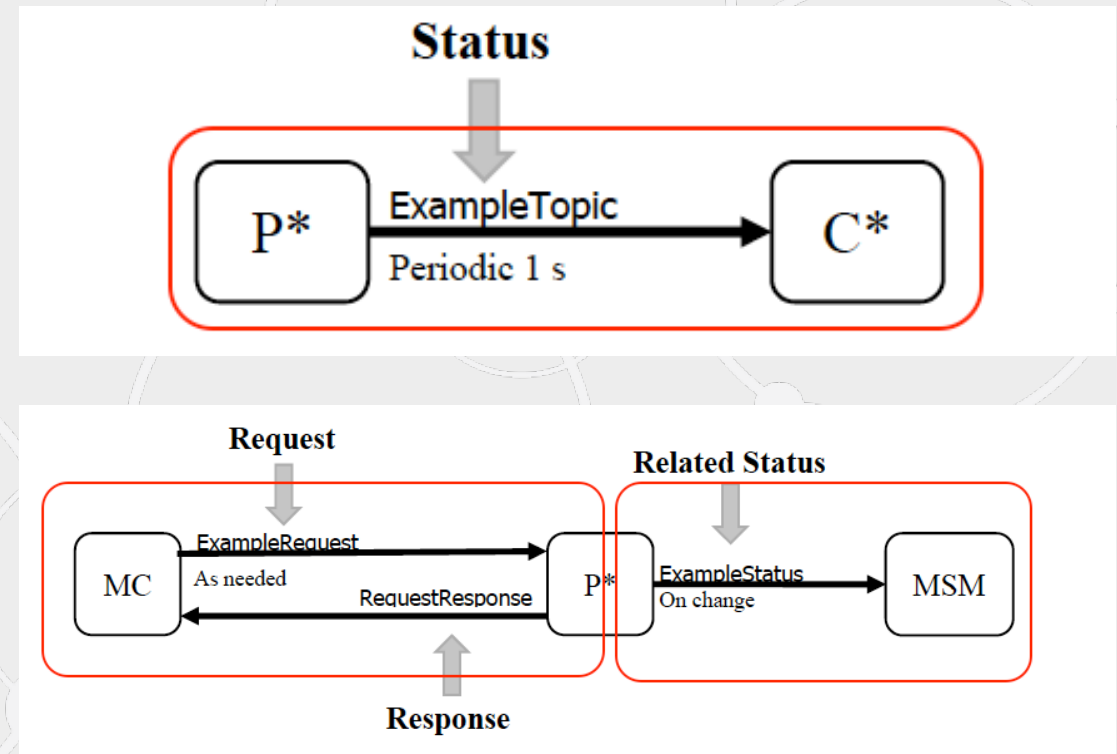 Status
P*
ExampleTopic
Periodic 1 s
C*
Request
Related Status
MC
ExampleRequest
As needed
RequestResponse
P*
ExampleStatus
On change
MSM
Response